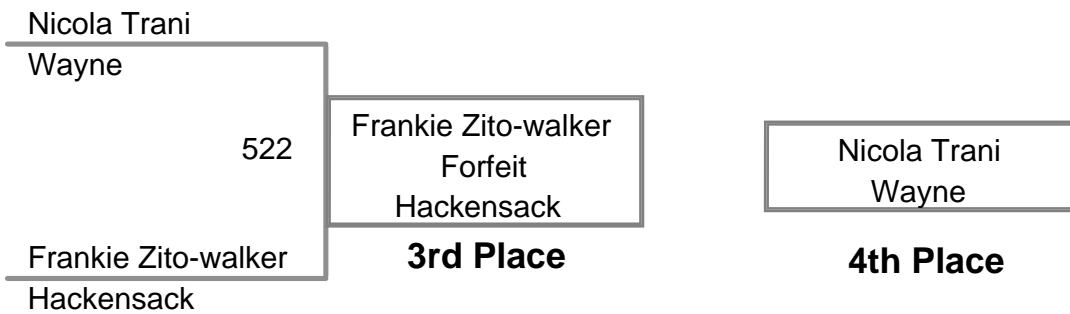 Nicola Trani
Wayne
522
Frankie Zito-walker
Hackensack
Frankie Zito-walker
Forfeit
Hackensack
3rd Place
Nicola Trani
Wayne
4th Place